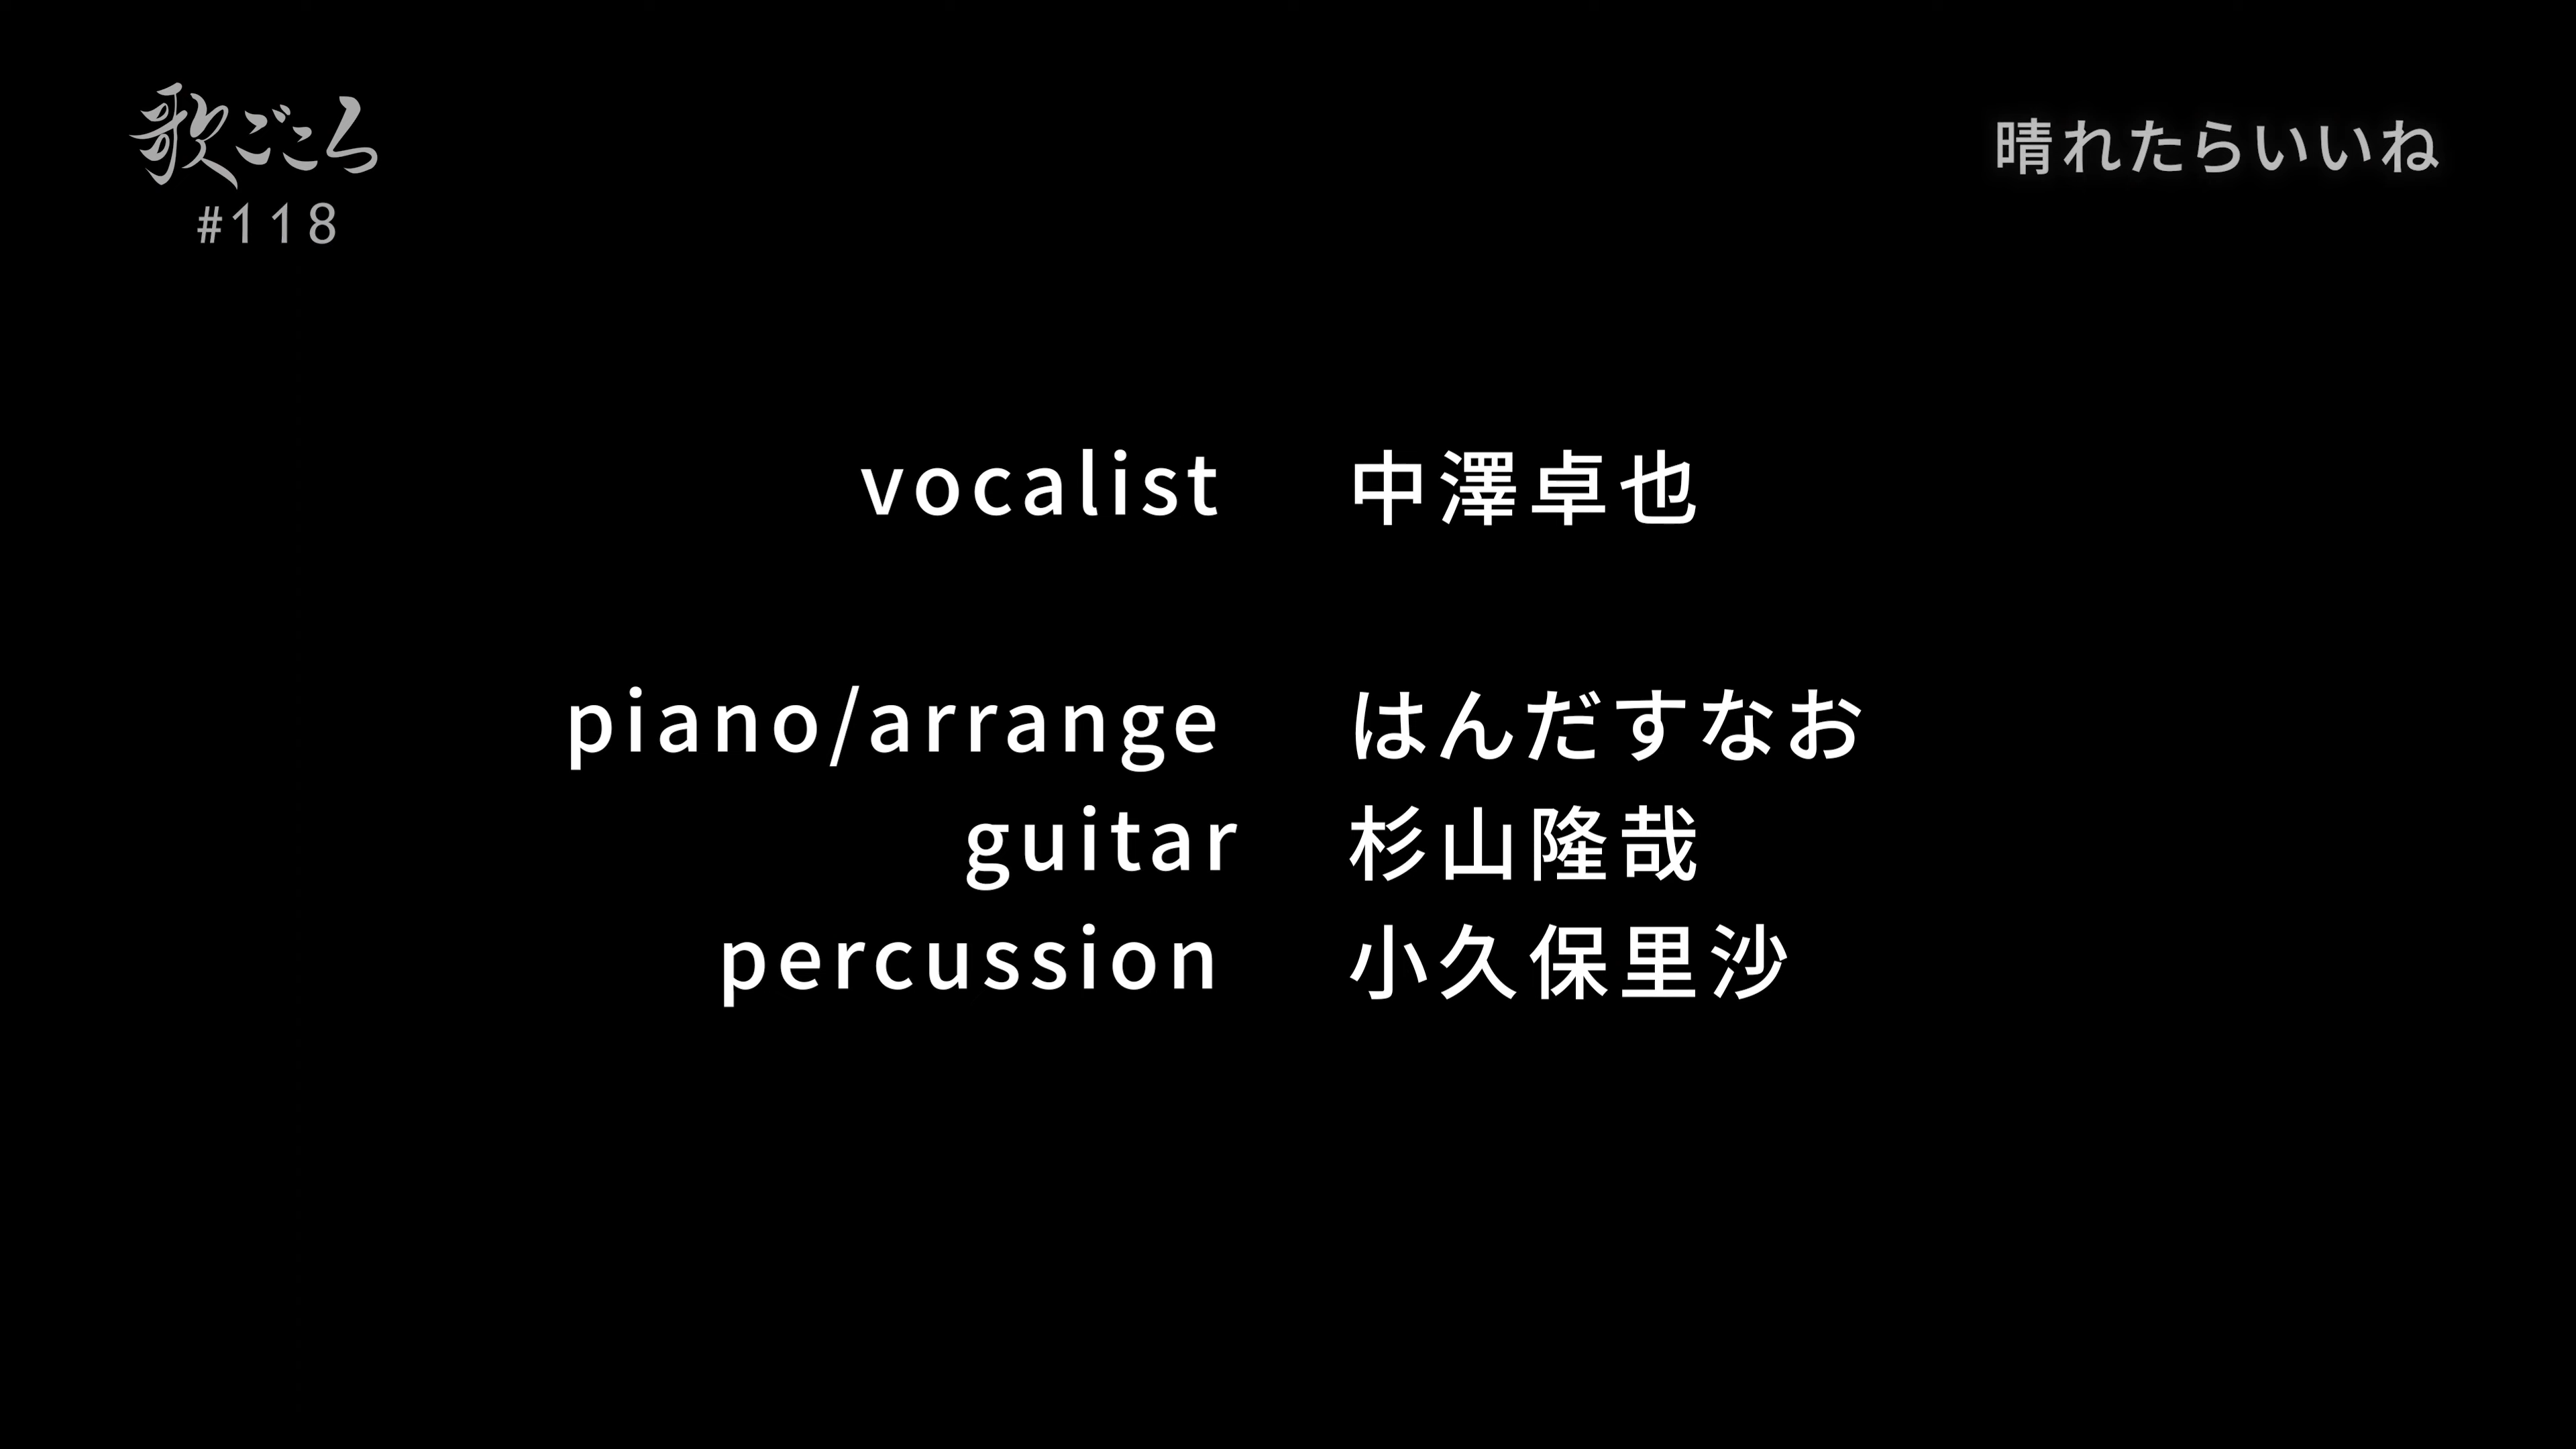 歌ごころ
#118
晴れたらいいね
vocalist 中澤卓也
piano/arrange はんだすなお
guitar 杉山隆哉
percussion 小久保里沙